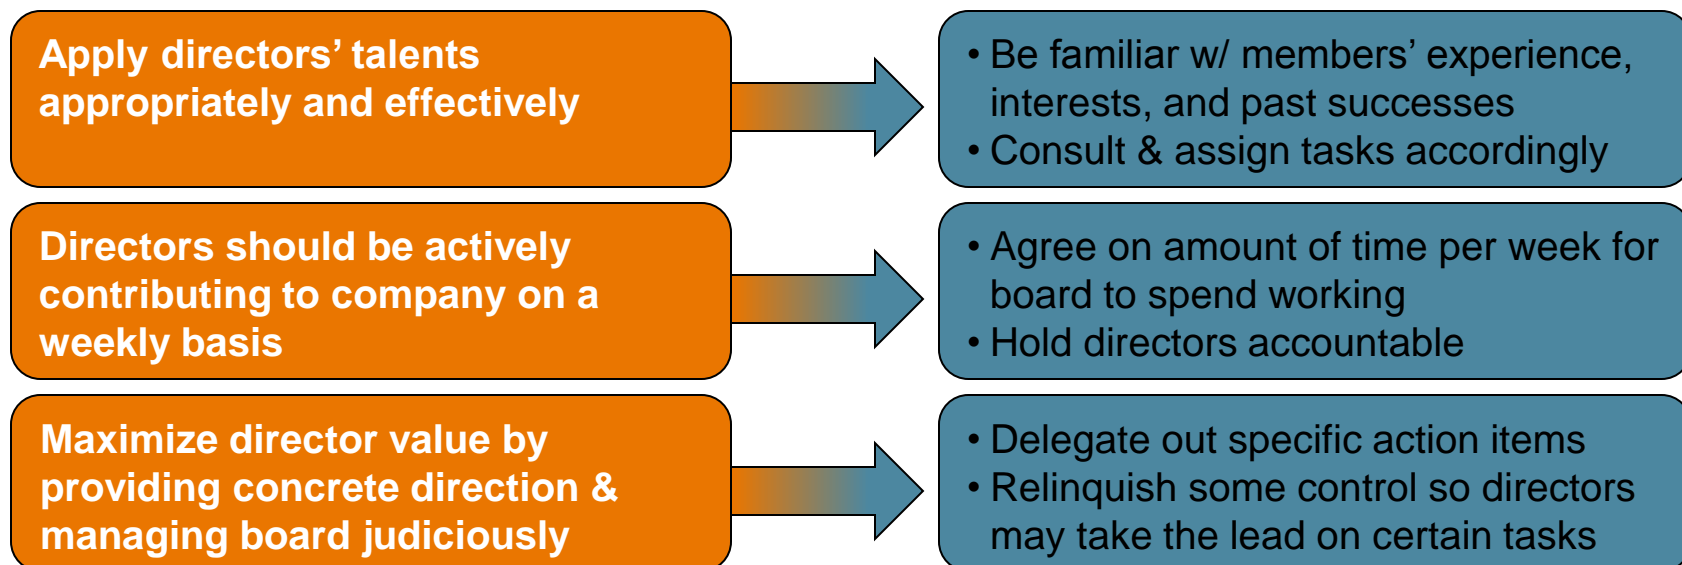 Apply directors’ talents
appropriately and effectively
• Be familiar w/ members’ experience,
interests, and past successes
• Consult & assign tasks accordingly
Directors should be actively
contributing to company on a
weekly basis
• Agree on amount of time per week for
board to spend working
• Hold directors accountable
Maximize director value by
providing concrete direction &
managing board judiciously
• Delegate out specific action items
• Relinquish some control so directors
may take the lead on certain tasks